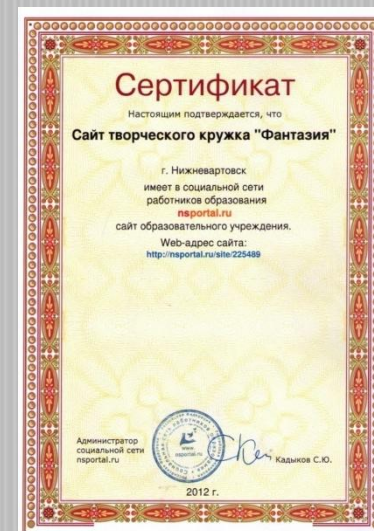 Сертификат
Настоящим подтверждается, что
Сайт творческого кружка "Фантазия"
г. Нижневартовск
имеет в социальной сети
работников образования
nsportal.ru
сайт образовательного учреждения.
Web-адрес сайта:
http://nsportal.ru/site/225489
Администратор
социальной сети
nsportal.ru
Кадыков С.Ю.
2012 г.